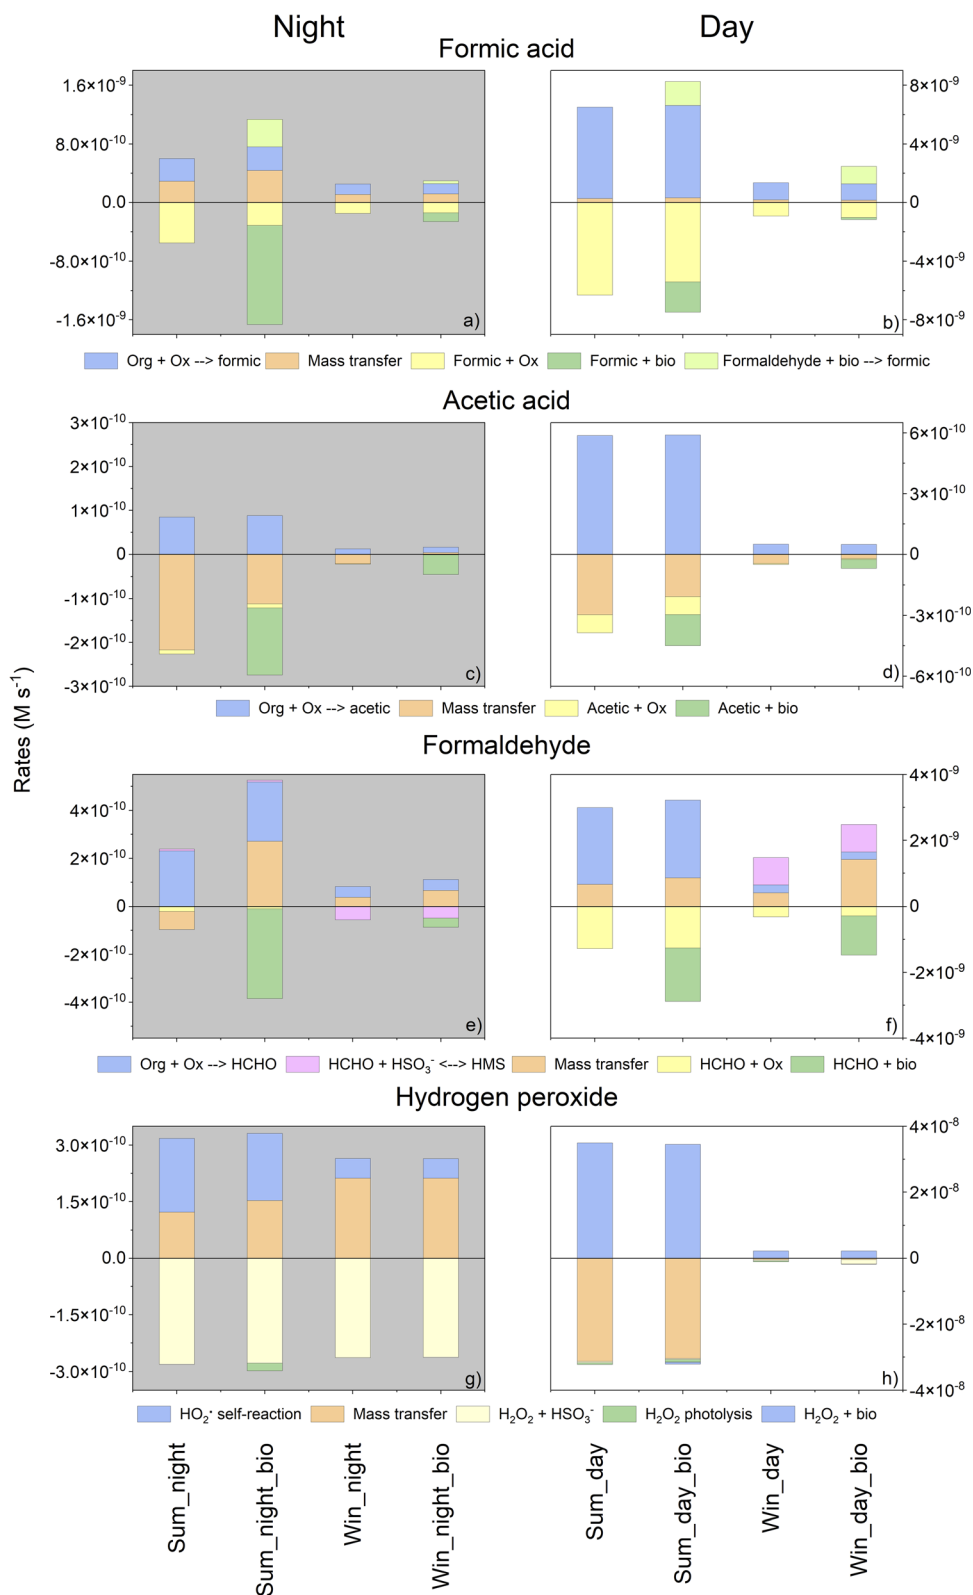 Night Day
Formic acid
1.6×10⁻⁹
8.0×10⁻¹⁰
0.0
-8.0×10⁻¹⁰
-1.6×10⁻⁹
a)
8×10⁻⁹
4×10⁻⁹
0
-4×10⁻⁹
-8×10⁻⁹
b)
Org + Ox --> formic Mass transfer Formic + Ox Formic + bio Formaldehyde + bio --> formic
Acetic acid
3×10⁻¹⁰
2×10⁻¹⁰
1×10⁻¹⁰
0
-1×10⁻¹⁰
-2×10⁻¹⁰
-3×10⁻¹⁰
c)
6×10⁻¹⁰
3×10⁻¹⁰
0
-3×10⁻¹⁰
-6×10⁻¹⁰
d)
Org + Ox --> acetic Mass transfer Acetic + Ox Acetic + bio
Rates (M s⁻¹)
Formaldehyde
4×10⁻¹⁰
2×10⁻¹⁰
0
-2×10⁻¹⁰
-4×10⁻¹⁰
e)
4×10⁻⁹
2×10⁻⁹
0
-2×10⁻⁹
-4×10⁻⁹
f)
Org + Ox --> HCHO HCHO + HSO₃⁻ <--> HMS Mass transfer HCHO + Ox HCHO + bio
Hydrogen peroxide
3.0×10⁻¹⁰
1.5×10⁻¹⁰
0.0
-1.5×10⁻¹⁰
-3.0×10⁻¹⁰
g)
4×10⁻⁸
2×10⁻⁸
0
-2×10⁻⁸
-4×10⁻⁸
h)
HO₂˙ self-reaction Mass transfer H₂O₂ + HSO₃⁻ H₂O₂ photolysis H₂O₂ + bio
Sum_night
Sum_night_bio
Win_night
Win_night_bio
Sum_day
Sum_day_bio
Win_day
Win_day_bio